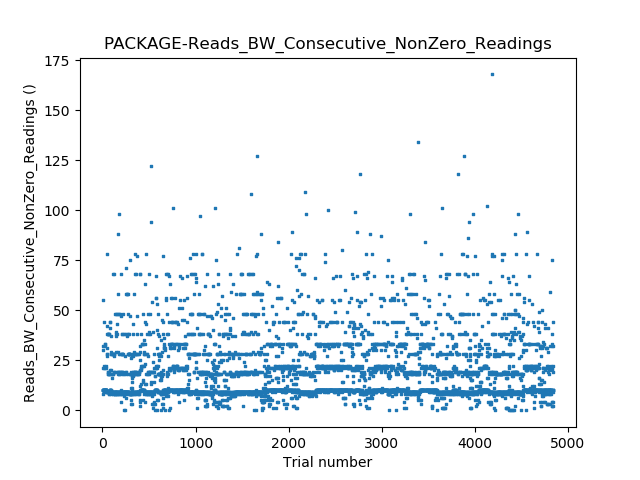 PACKAGE-Reads_BW_Consecutive_NonZero_Readings
175
150
125
100
75
50
25
0
Reads_BW_Consecutive_NonZero_Readings ()
0 1000 2000 3000 4000 5000
Trial number